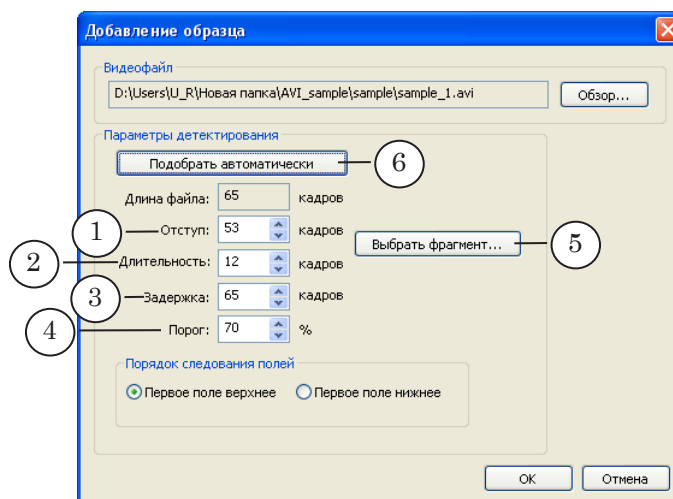 Добавление образца
Видеофайл
D:\Users\U_R\Новая папка\AVI_sample\sample\sample_1.avi Обзор...
Параметры детектирования
Подобрать автоматически 6
Длина файла: 65 кадров
1 Отступ: 53 кадров
Выбрать фрагмент... 5
2 Длительность: 12 кадров
3 Задержка: 65 кадров
4 Порог: 70 %
Порядок следования полей
Первое поле верхнее Первое поле нижнее
OK Отмена